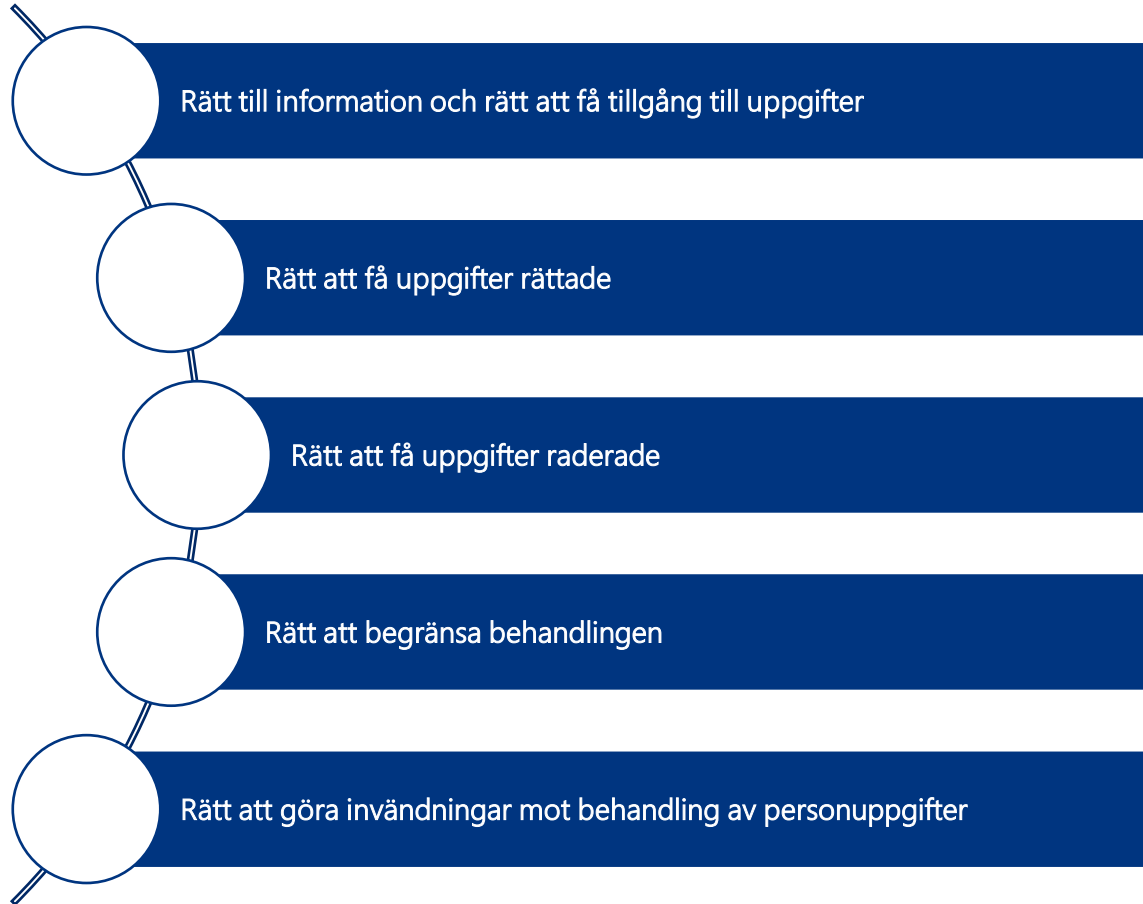 Rätt till information och rätt att få tillgång till uppgifter
Rätt att få uppgifter rättade
Rätt att få uppgifter raderade
Rätt att begränsa behandlingen
Rätt att göra invändningar mot behandling av personuppgifter